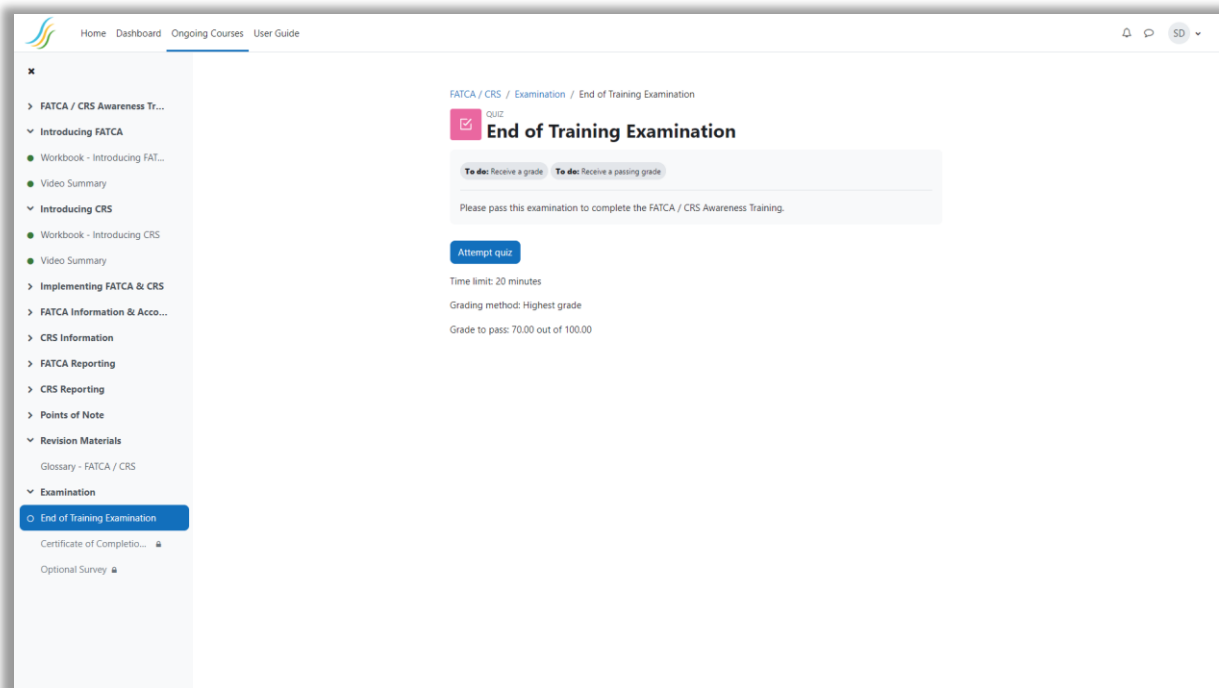 Home Dashboard Ongoing Courses User Guide
SD
FATCA / CRS Awareness Tr...
Introducing FATCA
Workbook - Introducing FAT...
Video Summary
Introducing CRS
Workbook - Introducing CRS
Video Summary
Implementing FATCA & CRS
FATCA Information & Acco...
CRS Information
FATCA Reporting
CRS Reporting
Points of Note
Revision Materials
Glossary - FATCA / CRS
Examination
End of Training Examination
Certificate of Completio...
Optional Survey
FATCA / CRS / Examination / End of Training Examination
QUIZ
End of Training Examination
To do: Receive a grade To do: Receive a passing grade
Please pass this examination to complete the FATCA / CRS Awareness Training.
Attempt quiz
Time limit: 20 minutes
Grading method: Highest grade
Grade to pass: 70.00 out of 100.00